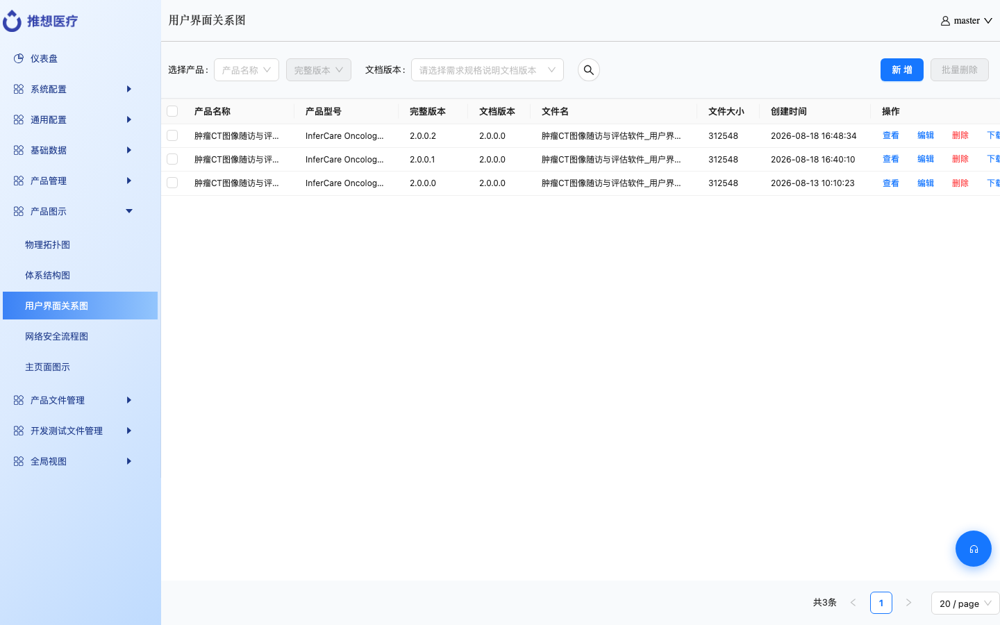 推想医疗
用户界面关系图
master
仪表盘
系统配置
通用配置
基础数据
产品管理
产品图示
物理拓扑图
体系结构图
用户界面关系图
网络安全流程图
主页面图示
产品文件管理
开发测试文件管理
全局视图
选择产品: 产品名称 完整版本 文档版本: 请选择需求规格说明文档版本 新 增 批量删除
产品名称 产品型号 完整版本 文档版本 文件名 文件大小 创建时间 操作
肿瘤CT图像随访与评... InferCare Oncolog... 2.0.0.2 2.0.0.0 肿瘤CT图像随访与评估软件_用户界... 312548 2026-08-18 16:48:34 查看 编辑 删除 下载
肿瘤CT图像随访与评... InferCare Oncolog... 2.0.0.1 2.0.0.0 肿瘤CT图像随访与评估软件_用户界... 312548 2026-08-18 16:40:10 查看 编辑 删除 下载
肿瘤CT图像随访与评... InferCare Oncolog... 2.0.0.0 2.0.0.0 肿瘤CT图像随访与评估软件_用户界... 312548 2026-08-13 10:10:23 查看 编辑 删除 下载
共3条 1 20 / page